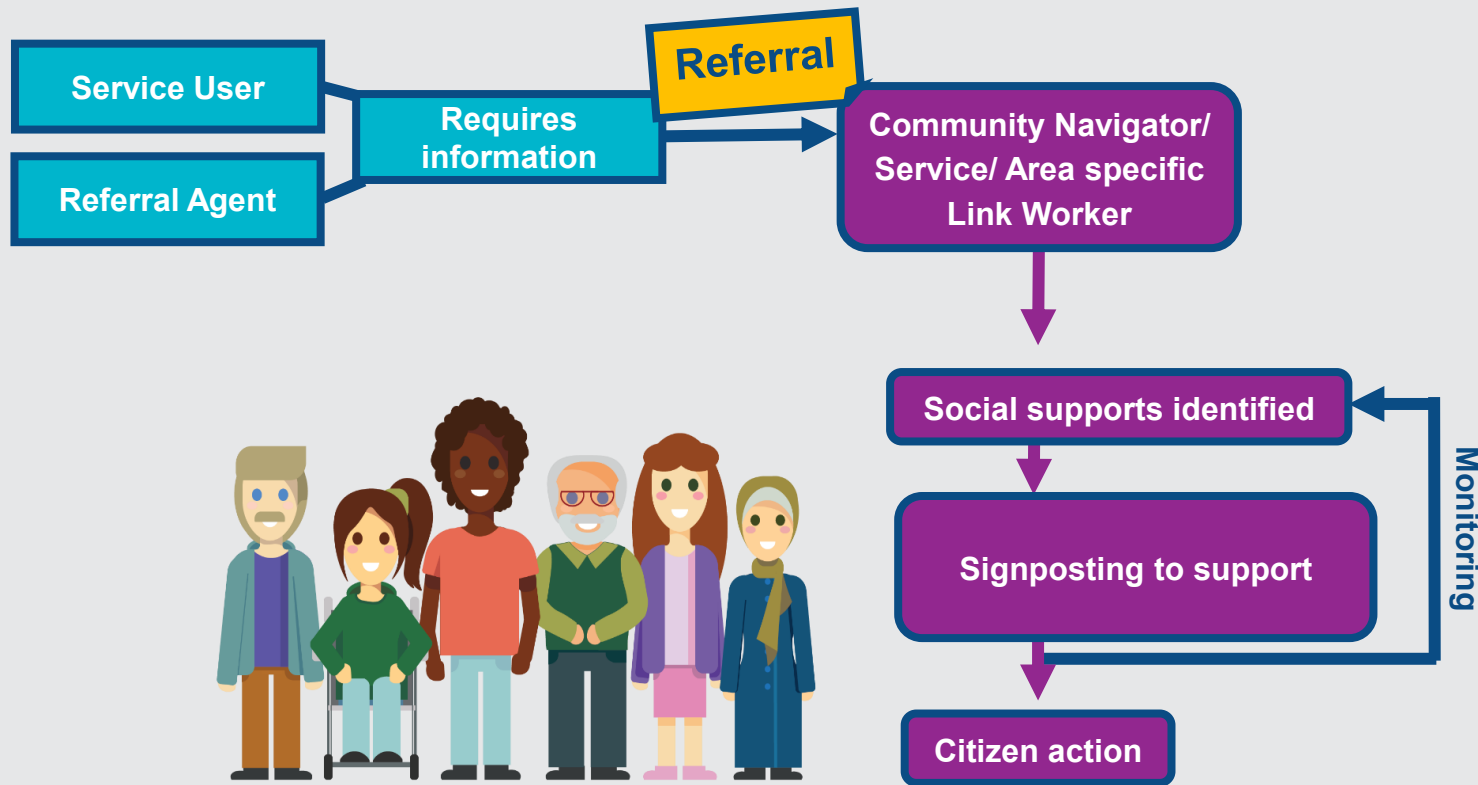 Service User
Referral Agent
Requires
information
Referral
Community Navigator/
Service/ Area specific
Link Worker
Social supports identified
Signposting to support
Monitoring
Citizen action